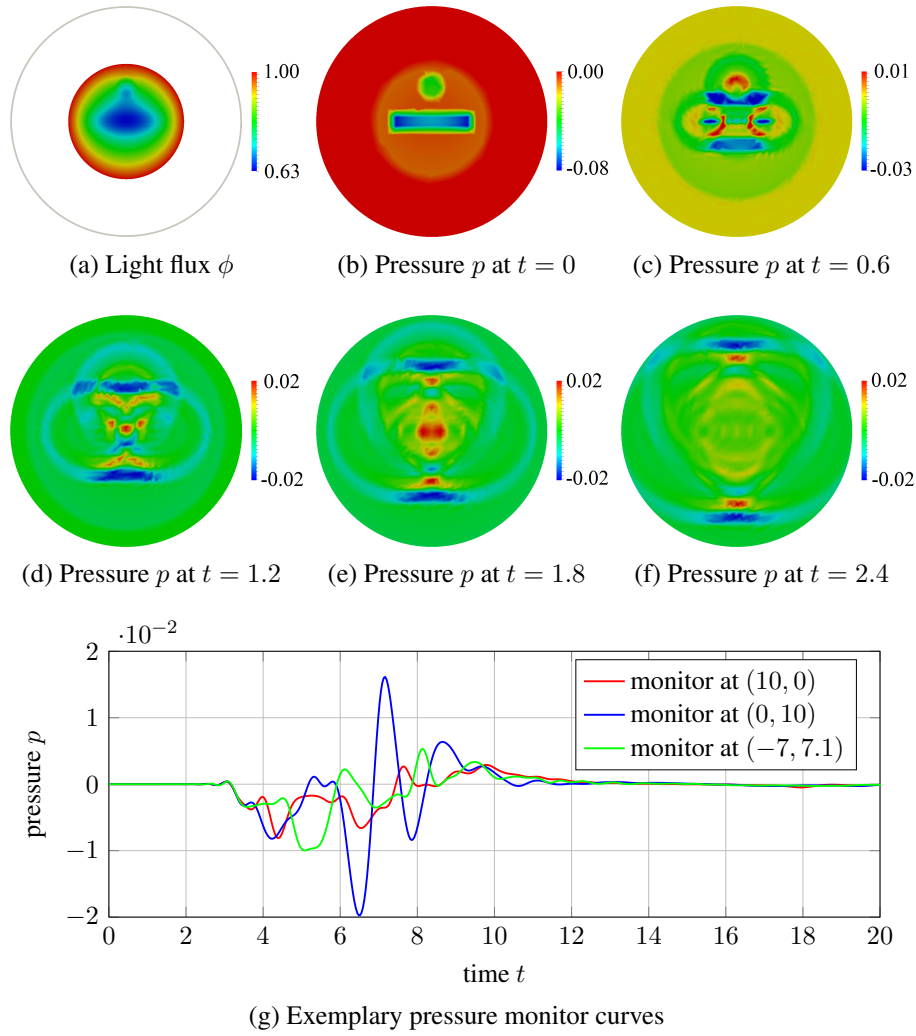 1.00
0.63
0.00
-0.08
0.01
-0.03
(a) Light flux ϕ
(b) Pressure p at t = 0
(c) Pressure p at t = 0.6
0.02
-0.02
0.02
-0.02
0.02
-0.02
(d) Pressure p at t = 1.2
(e) Pressure p at t = 1.8
(f) Pressure p at t = 2.4
·10⁻²
2
1
0
−1
−2
pressure p
monitor at (10, 0)
monitor at (0, 10)
monitor at (−7, 7.1)
0 2 4 6 8 10 12 14 16 18 20
time t
(g) Exemplary pressure monitor curves